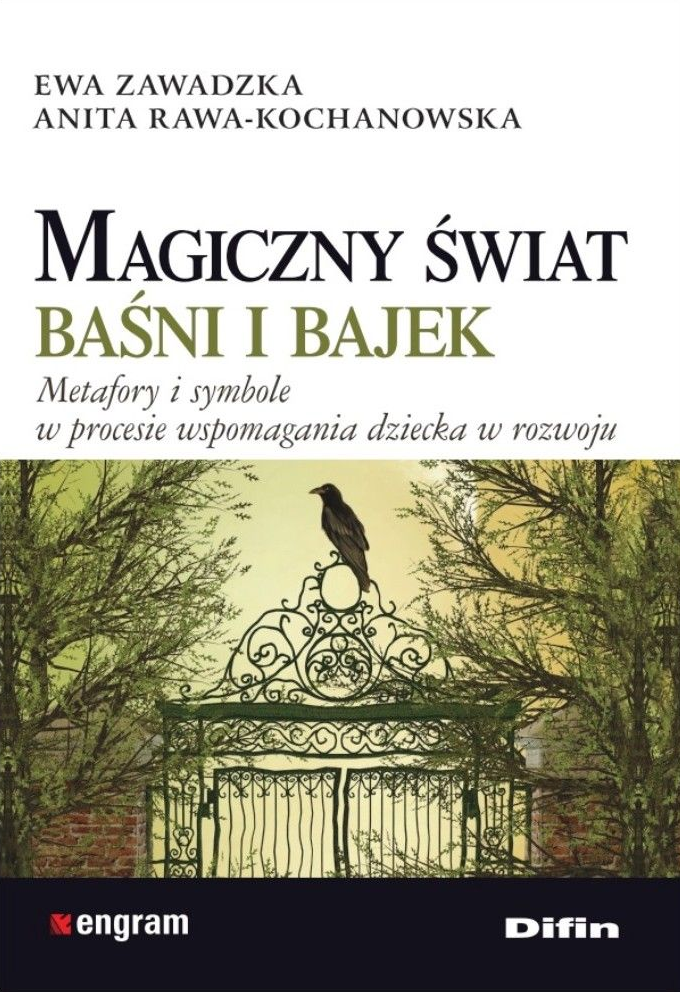 EWA ZAWADZKA
ANITA RAWA-KOCHANOWSKA
MAGICZNY ŚWIAT
BAŚNI I BAJEK
Metafory i symbole
w procesie wspomagania dziecka w rozwoju
engram
Difin